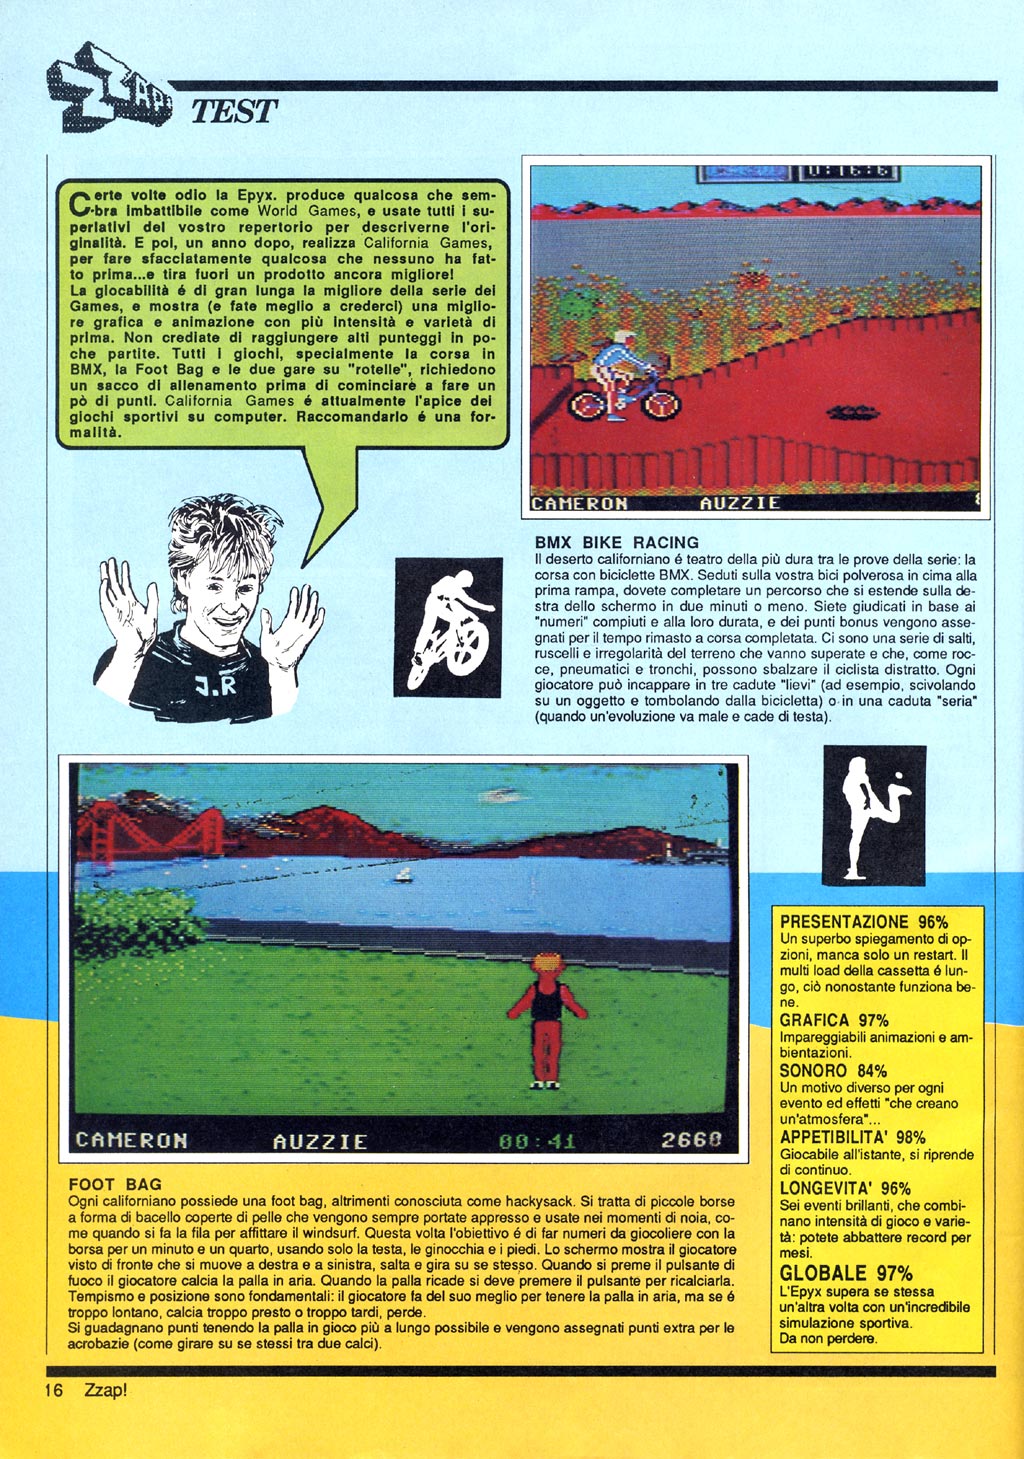 ZZAP!
TEST
Certe volte odio la Epyx. produce qualcosa che sem-
bra imbattibile come World Games, e usate tutti i su-
perlativi del vostro repertorio per descriverne l'ori-
ginalità. E poi, un anno dopo, realizza California Games,
per fare sfacciatamente qualcosa che nessuno ha fat-
to prima...e tira fuori un prodotto ancora migliore!
La giocabilità é di gran lunga la migliore della serie dei
Games, e mostra (e fate meglio a crederci) una miglio-
re grafica e animazione con più intensità e varietà di
prima. Non crediate di raggiungere alti punteggi in po-
che partite. Tutti i giochi, specialmente la corsa in
BMX, la Foot Bag e le due gare su "rotelle", richiedono
un sacco di allenamento prima di cominciare a fare un
pò di punti. California Games é attualmente l'apice dei
giochi sportivi su computer. Raccomandarlo é una for-
malità.
J.R
0:16:6
CAMERON AUZZIE
BMX BIKE RACING
Il deserto californiano é teatro della più dura tra le prove della serie: la
corsa con biciclette BMX. Seduti sulla vostra bici polverosa in cima alla
prima rampa, dovete completare un percorso che si estende sulla de-
stra dello schermo in due minuti o meno. Siete giudicati in base ai
"numeri" compiuti e alla loro durata, e dei punti bonus vengono asse-
gnati per il tempo rimasto a corsa completata. Ci sono una serie di salti,
ruscelli e irregolarità del terreno che vanno superate e che, come roc-
ce, pneumatici e tronchi, possono sbalzare il ciclista distratto. Ogni
giocatore può incappare in tre cadute "lievi" (ad esempio, scivolando
su un oggetto e tombolando dalla bicicletta) o in una caduta "seria"
(quando un'evoluzione va male e cade di testa).
CAMERON AUZZIE 00:41 2660
FOOT BAG
Ogni californiano possiede una foot bag, altrimenti conosciuta come hackysack. Si tratta di piccole borse
a forma di bacello coperte di pelle che vengono sempre portate appresso e usate nei momenti di noia, co-
me quando si fa la fila per affittare il windsurf. Questa volta l'obiettivo é di far numeri da giocoliere con la
borsa per un minuto e un quarto, usando solo la testa, le ginocchia e i piedi. Lo schermo mostra il giocatore
visto di fronte che si muove a destra e a sinistra, salta e gira su se stesso. Quando si preme il pulsante di
fuoco il giocatore calcia la palla in aria. Quando la palla ricade si deve premere il pulsante per ricalciarla.
Tempismo e posizione sono fondamentali: il giocatore fa del suo meglio per tenere la palla in aria, ma se é
troppo lontano, calcia troppo presto o troppo tardi, perde.
Si guadagnano punti tenendo la palla in gioco più a lungo possibile e vengono assegnati punti extra per le
acrobazie (come girare su se stessi tra due calci).
PRESENTAZIONE 96%
Un superbo spiegamento di op-
zioni, manca solo un restart. Il
multi load della cassetta é lun-
go, ciò nonostante funziona be-
ne.
GRAFICA 97%
Impareggiabili animazioni e am-
bientazioni.
SONORO 84%
Un motivo diverso per ogni
evento ed effetti "che creano
un'atmosfera"...
APPETIBILITA' 98%
Giocabile all'istante, si riprende
di continuo.
LONGEVITA' 96%
Sei eventi brillanti, che combi-
nano intensità di gioco e varie-
tà: potete abbattere record per
mesi.
GLOBALE 97%
L'Epyx supera se stessa
un'altra volta con un'incredibile
simulazione sportiva.
Da non perdere.
16 Zzap!